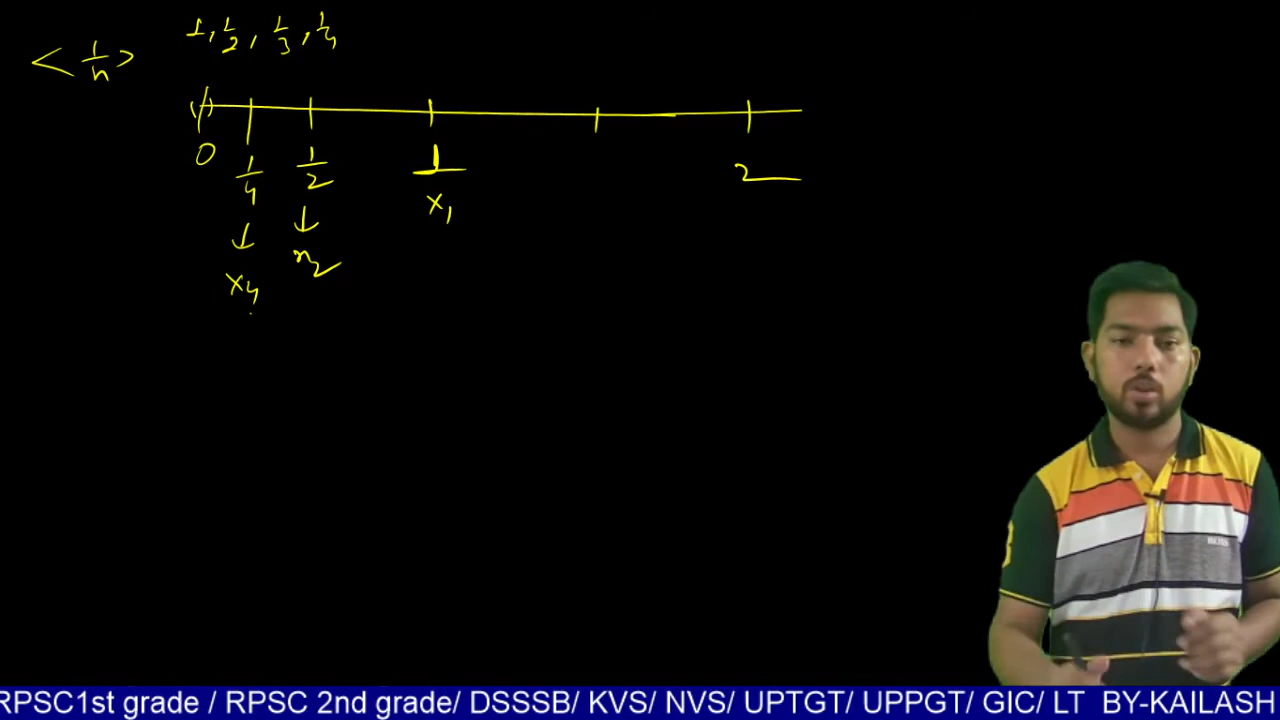 1, 1/2, 1/3, 1/4
< 1/n >
0 1/4 1/2 1 2
↓ ↓ x1
x4 x2
RPSC1st grade / RPSC 2nd grade/ DSSSB/ KVS/ NVS/ UPTGT/ UPPGT/ GIC/ LT BY-KAILASH